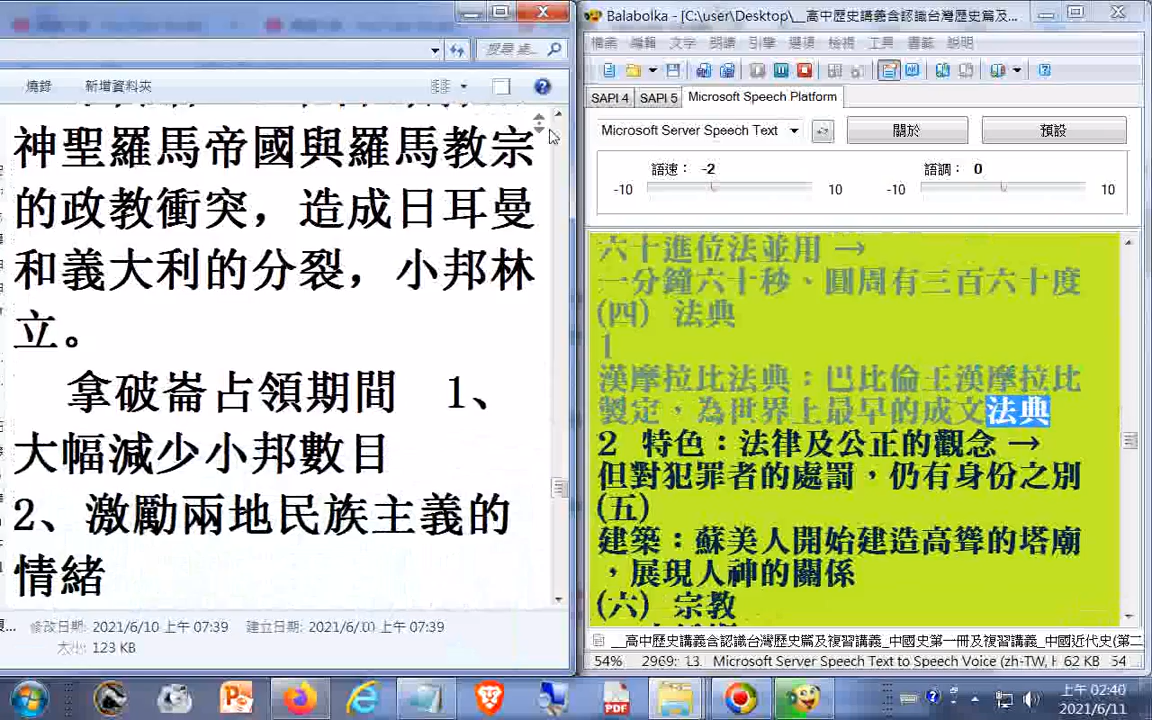 燒錄 新增資料夾
神聖羅馬帝國與羅馬教宗
的政教衝突，造成日耳曼
和義大利的分裂，小邦林
立。
拿破崙占領期間 1、
大幅減少小邦數目
2、激勵兩地民族主義的
情緒
修改日期: 2021/6/10 上午 07:39 建立日期: 上午 07:39
大小: 123 KB
Balabolka - [C:\user\Desktop\__高中歷史講義含認識台灣歷史篇及...
檔案 編輯 文字 朗讀 引擎 選項 檢視 工具 書籤 說明
SAPI 4 SAPI 5 Microsoft Speech Platform
Microsoft Server Speech Text 關於 預設
語速: -2 語調: 0
-10 10 -10 10
六十進位法並用 →
一分鐘六十秒、圓周有三百六十度
(四) 法典
1
漢摩拉比法典：巴比倫王漢摩拉比
製定，為世界上最早的成文法典
2 特色：法律及公正的觀念 →
但對犯罪者的處罰，仍有身份之別
(五)
建築：蘇美人開始建造高聳的塔廟
，展現人神的關係
(六) 宗教
__高中歷史講義含認識台灣歷史篇及複習講義_中國史第一冊及複習講義_中國近代史(第二
54% 2969: 13 Microsoft Server Speech Text to Speech Voice (zh-TW, 62 KB 54
上午 02:40
2021/6/11